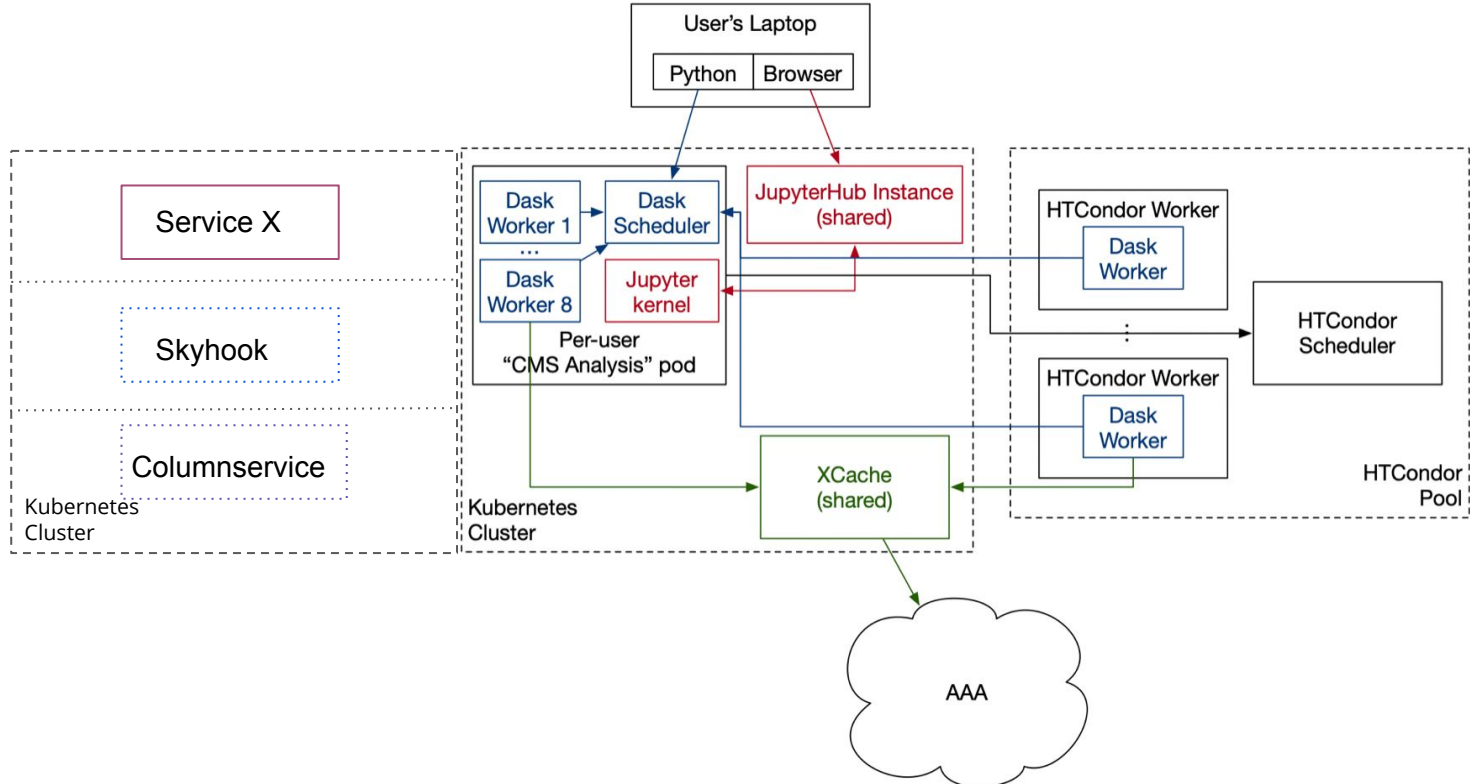 User's Laptop
Python
Browser
Service X
Skyhook
Columnservice
Kubernetes
Cluster
Dask
Worker 1
...
Dask
Worker 8
Dask
Scheduler
Jupyter
kernel
Per-user
“CMS Analysis” pod
JupyterHub Instance
(shared)
XCache
(shared)
Kubernetes
Cluster
HTCondor Worker
Dask
Worker
...
HTCondor Worker
Dask
Worker
HTCondor
Scheduler
HTCondor
Pool
AAA